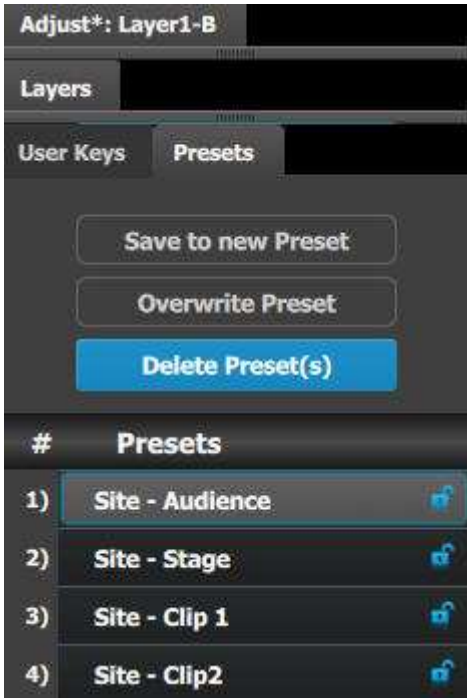 Adjust*: Layer1-B
Layers
User Keys Presets
Save to new Preset
Overwrite Preset
Delete Preset(s)
# Presets
1) Site - Audience
2) Site - Stage
3) Site - Clip 1
4) Site - Clip2